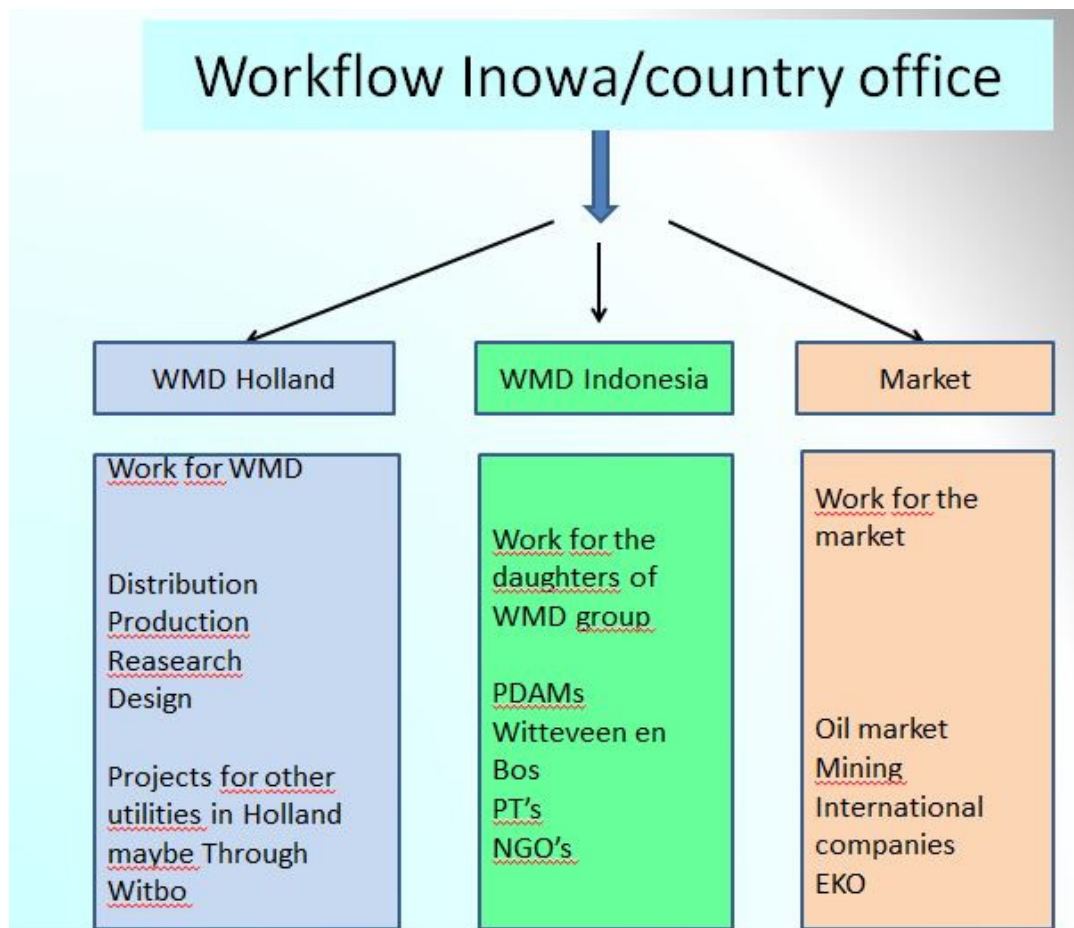 Workflow Inowa/country office
WMD Holland
Work for WMD
Distribution
Production
Reasearch
Design
Projects for other
utilities in Holland
maybe Through
Witbo
WMD Indonesia
Work for the
daughters of
WMD group
PDAMs
Witteveen en
Bos
PT's
NGO's
Market
Work for the
market
Oil market
Mining
International
companies
EKO